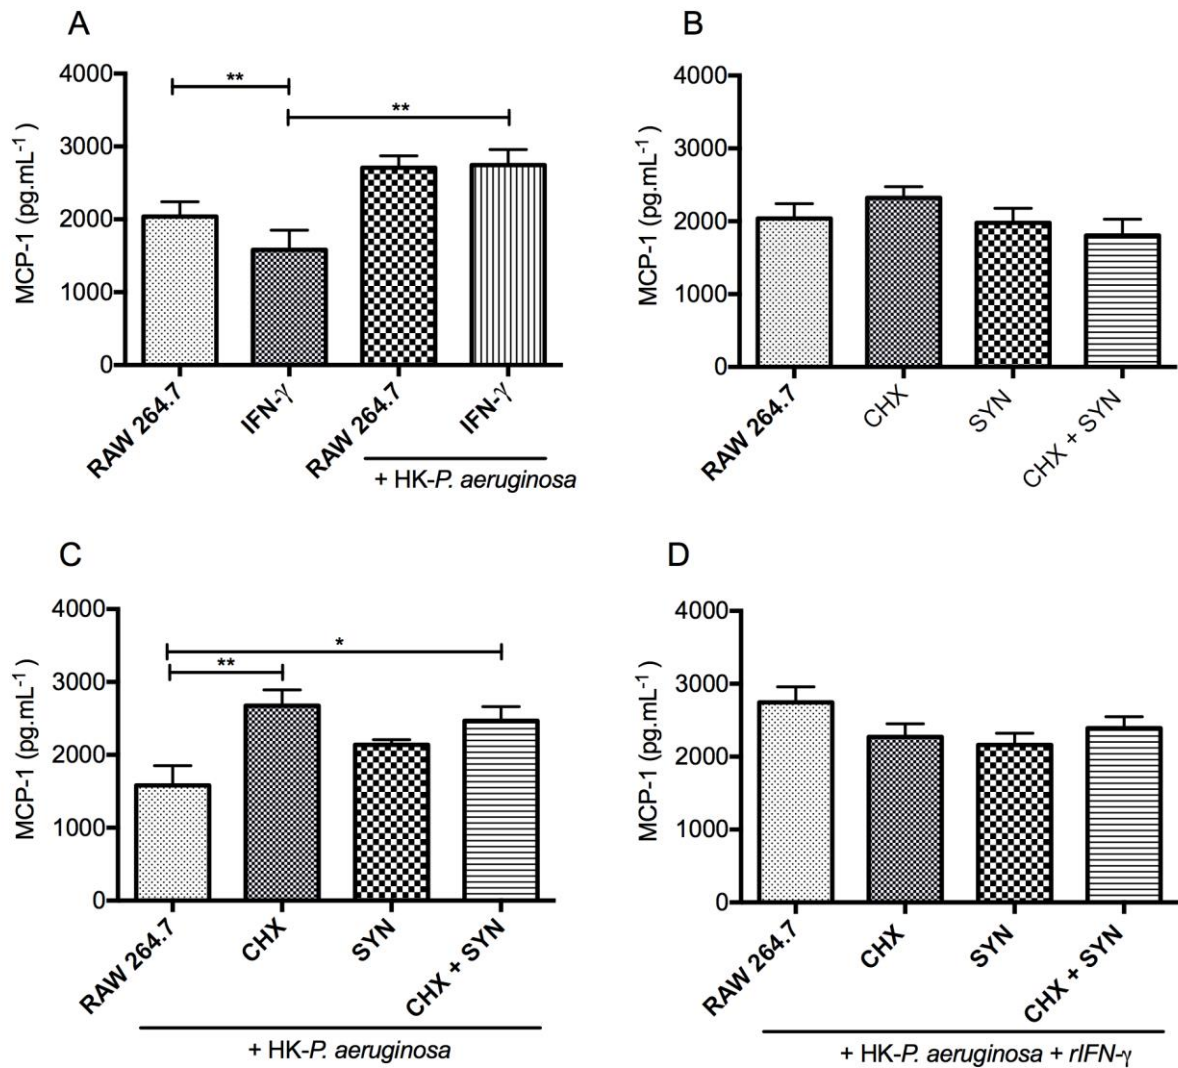 A
MCP-1 (pg.mL-1 )
4000
3000
2000
1000
0
**
**
RAW 264.7
IFN-γ
RAW 264.7
IFN-γ
+ HK-P. aeruginosa
B
MCP-1 (pg.mL-1 )
4000
3000
2000
1000
0
RAW 264.7
CHX
SYN
CHX + SYN
C
MCP-1 (pg.mL-1 )
4000
3000
2000
1000
0
*
**
RAW 264.7
CHX
SYN
CHX + SYN
+ HK-P. aeruginosa
D
MCP-1 (pg.mL-1 )
4000
3000
2000
1000
0
RAW 264.7
CHX
SYN
CHX + SYN
+ HK-P. aeruginosa + rIFN-γ